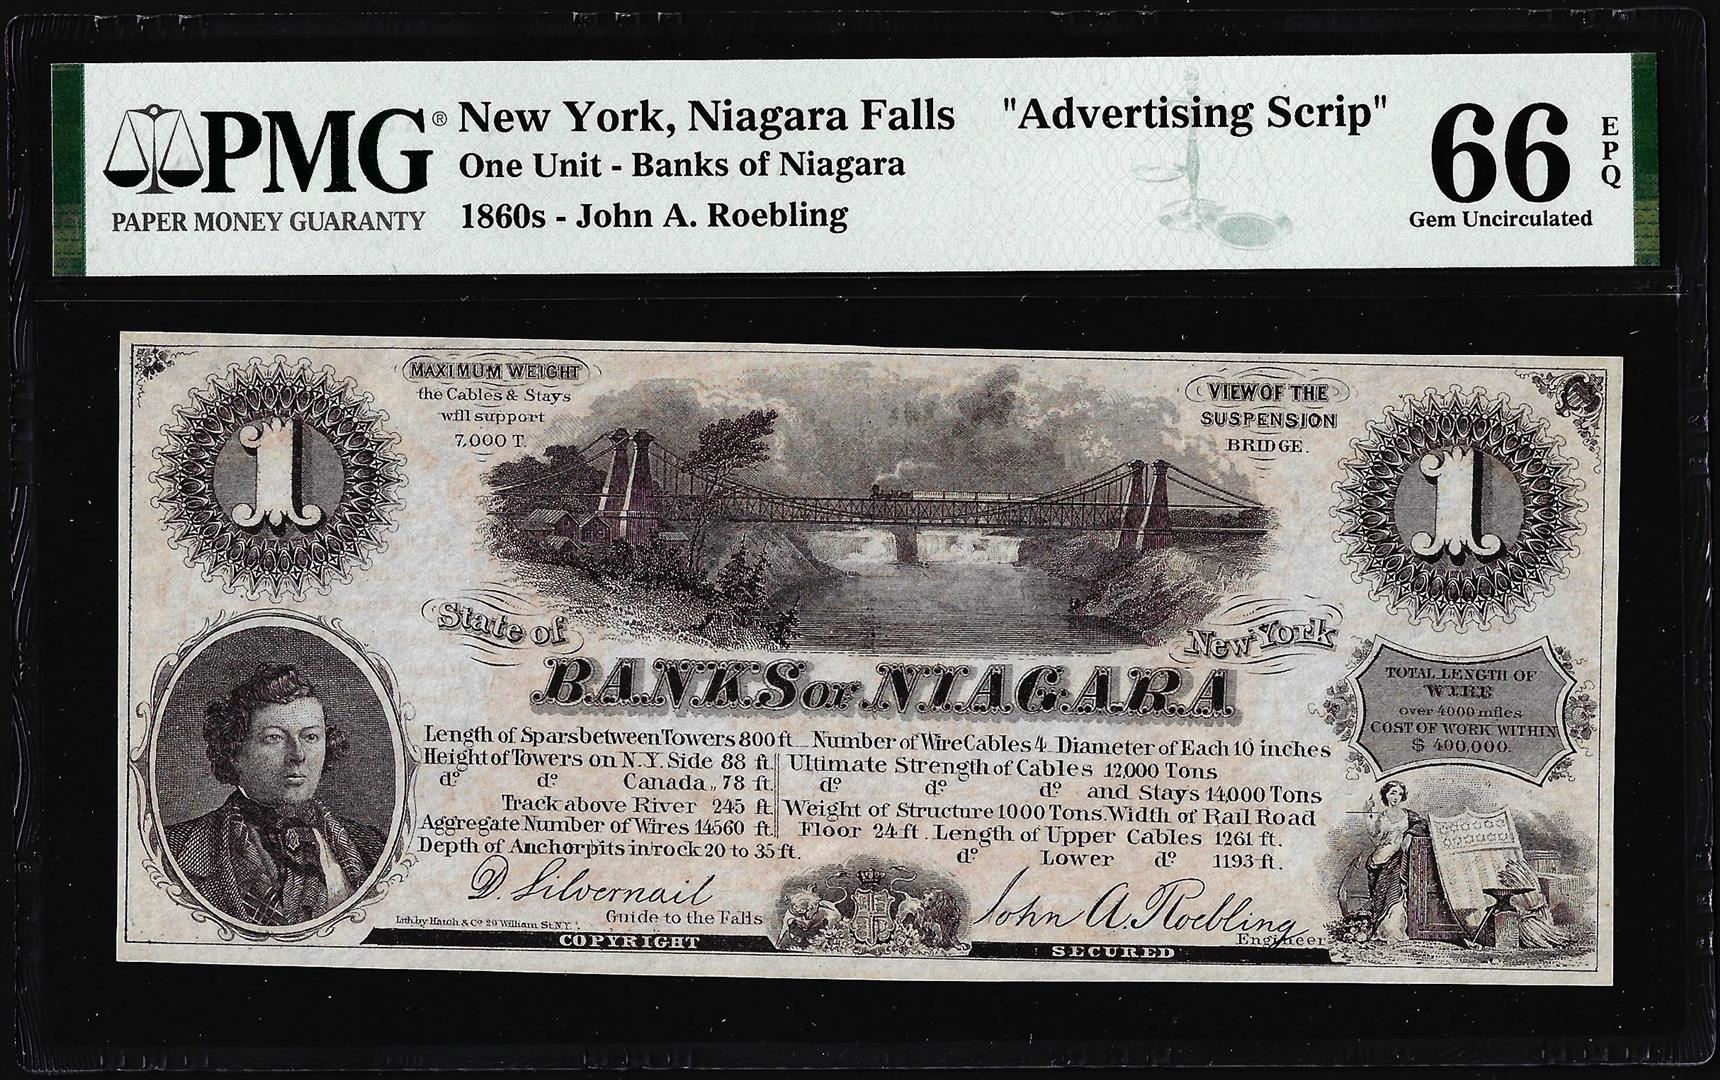 PMG®
PAPER MONEY GUARANTY
New York, Niagara Falls "Advertising Scrip"
One Unit - Banks of Niagara
1860s - John A. Roebling
66 EPQ
Gem Uncirculated
1
MAXIMUM WEIGHT
the Cables & Stays
will support
7,000 T.
VIEW OF THE
SUSPENSION
BRIDGE.
1
State of New York
BANKS OF NIAGARA
Length of Spars between Towers 800 ft. Number of Wire Cables 4 Diameter of Each 10 inches
Height of Towers on N.Y. Side 88 ft.
do do Canada,, 78 ft.
Track above River 245 ft.
Aggregate Number of Wires 14560 ft.
Depth of Anchorpits in rock 20 to 35 ft.
Ultimate Strength of Cables 12,000 Tons
do do do and Stays 14,000 Tons
Weight of Structure 1000 Tons. Width of Rail Road
Floor 24 ft. Length of Upper Cables 1261 ft.
do Lower do 1193 ft.
TOTAL LENGTH OF
WIRE
over 4000 miles
COST OF WORK WITHIN
$ 400,000.
D. Silvernail
Guide to the Falls
John A. Roebling
Engineer
Lith. by Hatch & Co 29 William St. N.Y.
COPYRIGHT SECURED